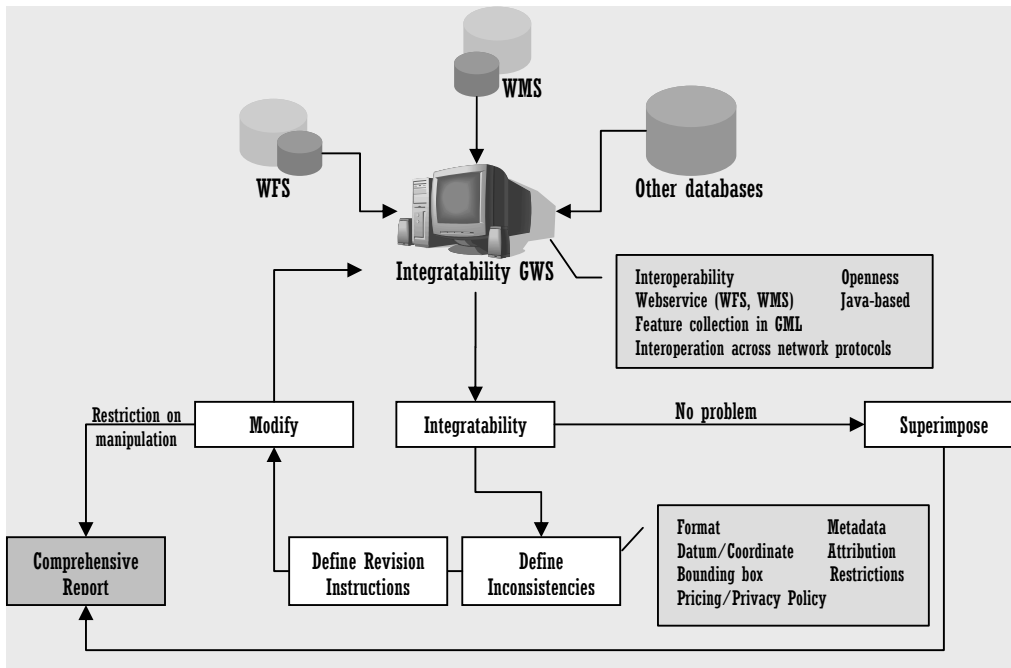 WMS
WFS
Other databases
Integratability GWS
Interoperability Openness
Webservice (WFS, WMS) Java-based
Feature collection in GML
Interoperation across network protocols
Restriction on
manipulation
Modify
Integratability
No problem
Superimpose
Comprehensive
Report
Define Revision
Instructions
Define
Inconsistencies
Format Metadata
Datum/Coordinate Attribution
Bounding box Restrictions
Pricing/Privacy Policy